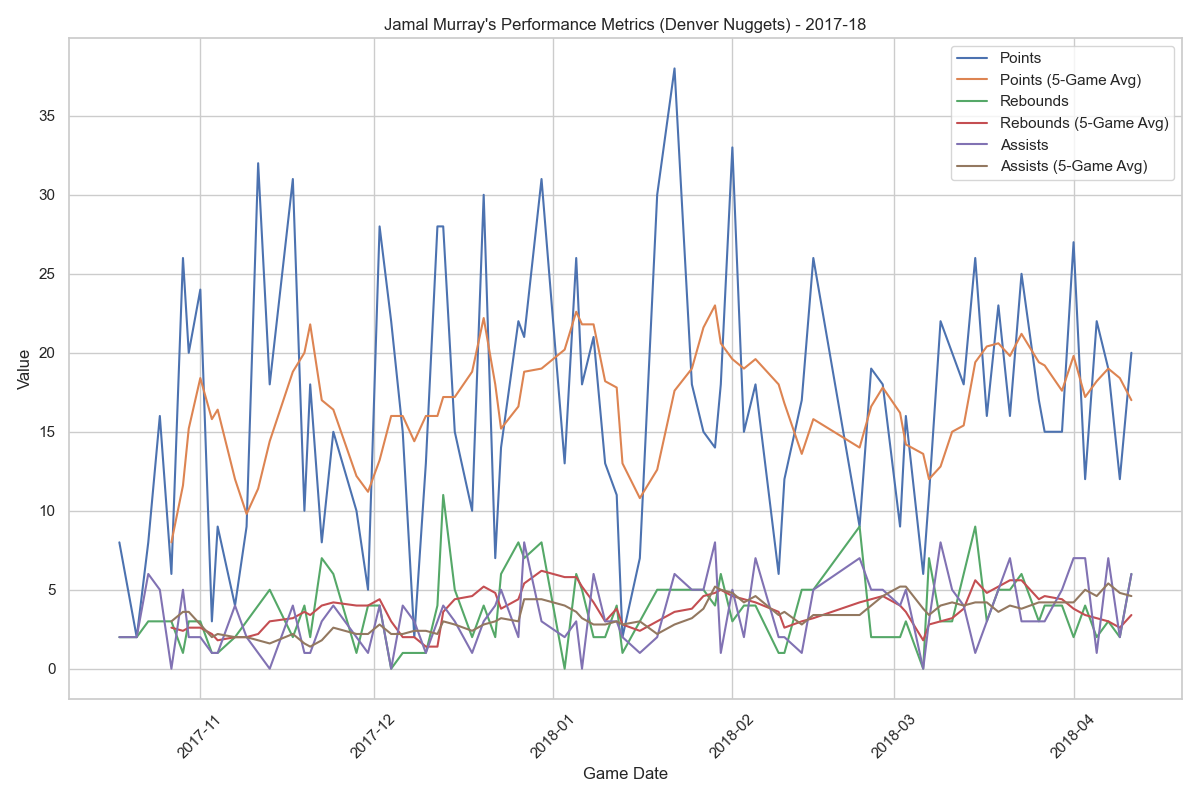 Jamal Murray's Performance Metrics (Denver Nuggets) - 2017-18
Points
Points (5-Game Avg)
Rebounds
Rebounds (5-Game Avg)
Assists
Assists (5-Game Avg)
Value
35
30
25
20
15
10
5
0
2017-11
2017-12
2018-01
2018-02
2018-03
2018-04
Game Date